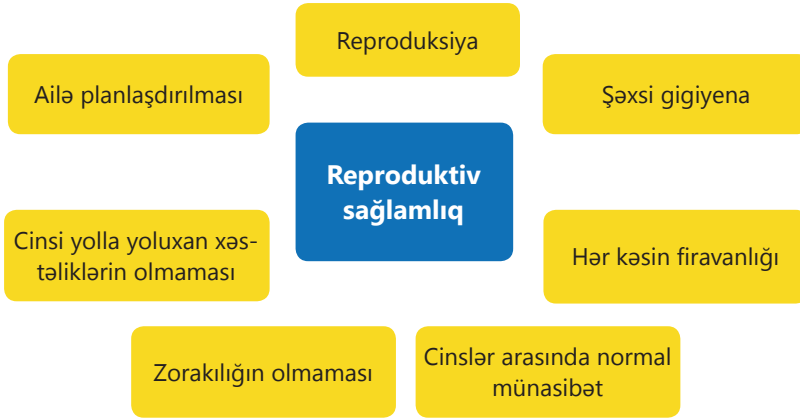 Reproduksiya
Ailə planlaşdırılması
Şəxsi gigiyena
Reproduktiv
sağlamlıq
Cinsi yolla yoluxan xəs-
təliklərin olmaması
Hər kəsin firavanlığı
Zorakılığın olmaması
Cinslər arasında normal
münasibət